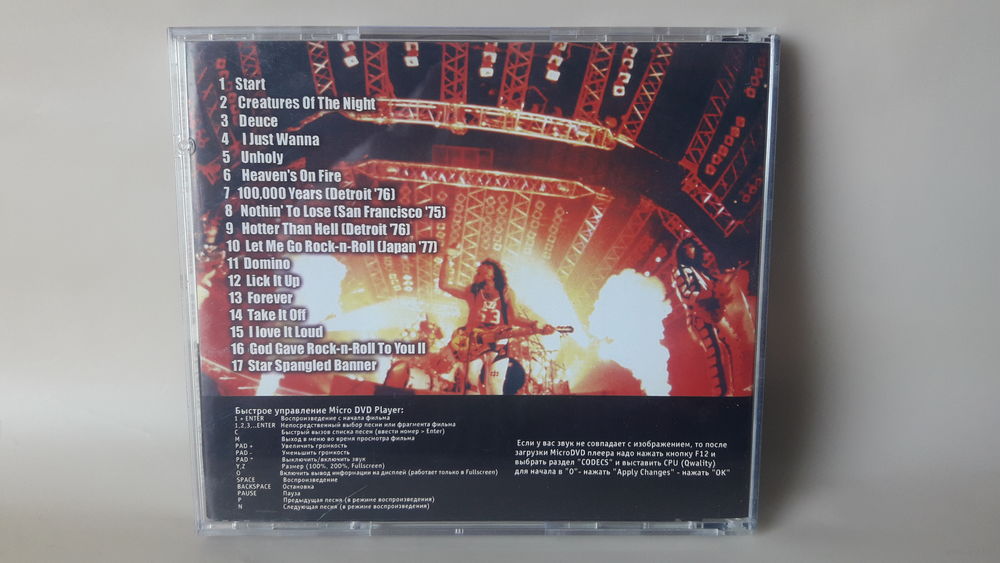 1 Start
2 Creatures Of The Night
3 Deuce
4 I Just Wanna
5 Unholy
6 Heaven's On Fire
7 100,000 Years (Detroit '76)
8 Nothin' To Lose (San Francisco '75)
9 Hotter Than Hell (Detroit '76)
10 Let Me Go Rock-n-Roll (Japan '77)
11 Domino
12 Lick It Up
13 Forever
14 Take It Off
15 I love It Loud
16 God Gave Rock-n-Roll To You II
17 Star Spangled Banner
Быстрое управление Micro DVD Player:
1 + ENTER Воспроизведение с начала фильма
1,2,3,..ENTER Непосредственный выбор песни или фрагмента фильма
C Быстрый вызов списка песен (ввести номер > Enter)
M Выход в меню во время просмотра фильма
PAD + Увеличить громкость
PAD - Уменьшить громкость
PAD * Выключить/включить звук
Y,Z Размер (100%, 200%, Fullscreen)
O Включить вывод информации на дисплей (работает только в Fullscreen)
SPACE Воспроизведение
BACKSPACE Остановка
PAUSE Пауза
P Предыдущая песня (в режиме воспроизведения)
N Следующая песня (в режиме воспроизведения)
Если у вас звук не совпадает с изображением, то после
загрузки MicroDVD плеера надо нажать кнопку F12 и
выбрать раздел "CODECS" и выставить CPU (Qwality)
для начала в "0"- нажать "Apply Changes" - нажать "OK"